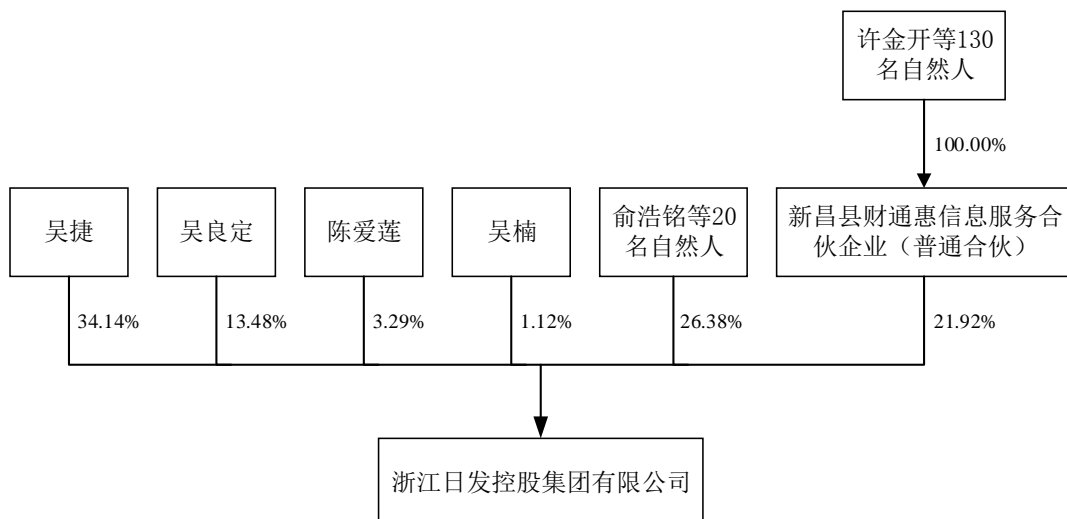 许金开等130
名自然人
100.00%
吴捷
吴良定
陈爱莲
吴楠
俞浩铭等20
名自然人
新昌县财通惠信息服务合
伙企业（普通合伙）
34.14%
13.48%
3.29%
1.12%
26.38%
21.92%
浙江日发控股集团有限公司